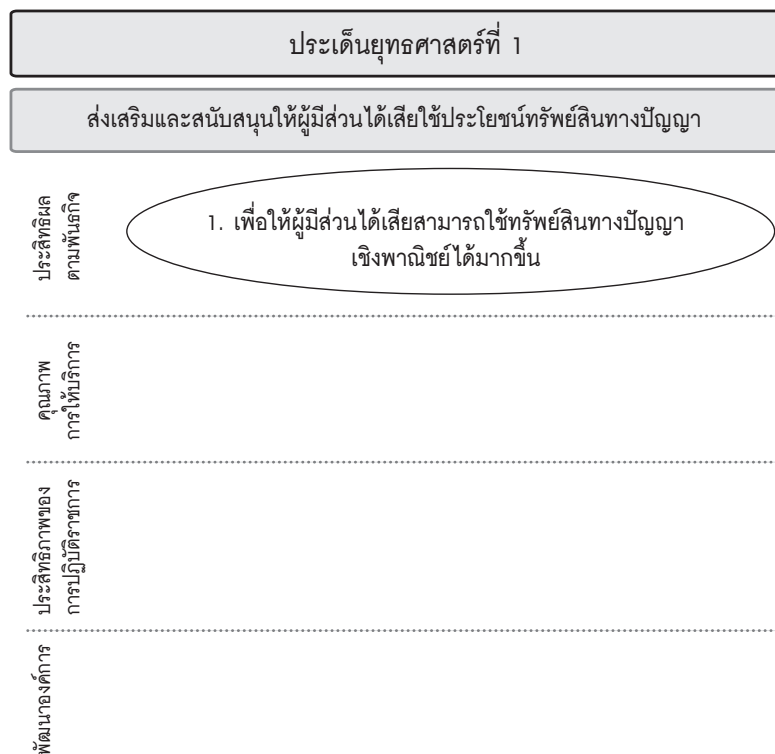 ประเด็นยุทธศาสตร์ที่ 1
ส่งเสริมและสนับสนุนให้ผู้มีส่วนได้เสียใช้ประโยชน์ทรัพย์สินทางปัญญา
ประสิทธิผล
ตามพันธกิจ
1. เพื่อให้ผู้มีส่วนได้เสียสามารถใช้ทรัพย์สินทางปัญญา
เชิงพาณิชย์ได้มากขึ้น
คุณภาพ
การให้บริการ
ประสิทธิภาพของ
การปฏิบัติราชการ
พัฒนาองค์การ